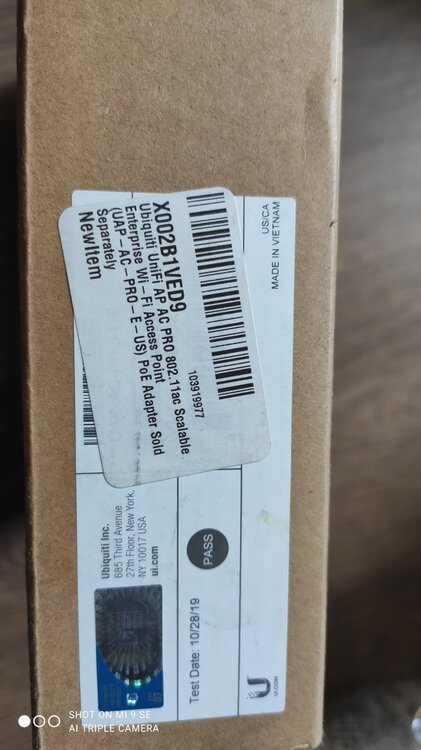 103919977
X002B1VED9
Ubiquiti UniFi AP AC PRO 802.11ac Scalable
Enterprise Wi-Fi Access Point
(UAP-AC-PRO-E-US) PoE Adapter Sold
Separately
NewItem
US/CA
MADE IN VIETNAM
Ubiquiti Inc.
685 Third Avenue
27th Floor, New York,
NY 10017 USA
ui.com
PASS
Test Date: 10/28/19
U
UI.COM
SHOT ON MI 9 SE
AI TRIPLE CAMERA